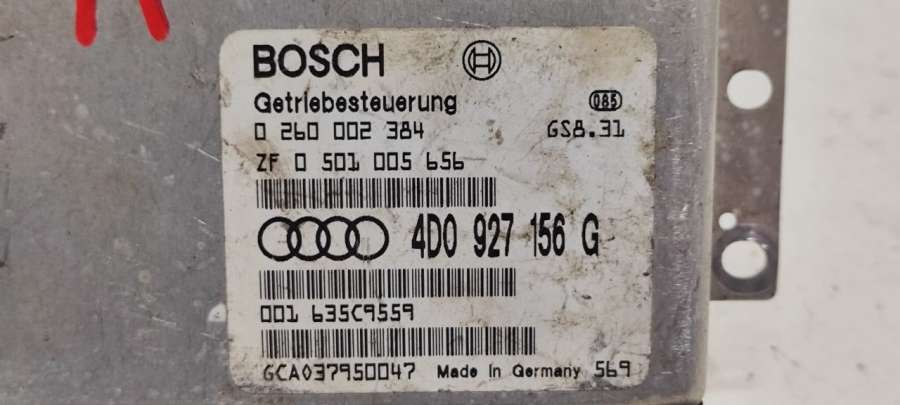 BOSCH
Getriebesteuerung 085
0 260 002 384 GS8.31
ZF 0 501 005 656
4D0 927 156 G
001 635C9559
GCA037950047 Made In Germany 569